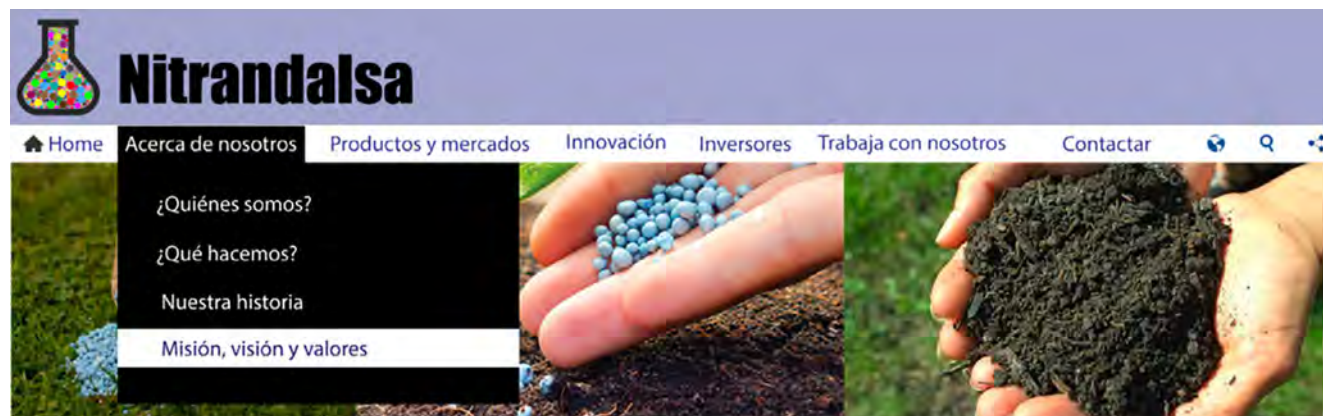 Nitrandalsa
Home Acerca de nosotros Productos y mercados Innovación Inversores Trabaja con nosotros Contactar
¿Quiénes somos?
¿Qué hacemos?
Nuestra historia
Misión, visión y valores